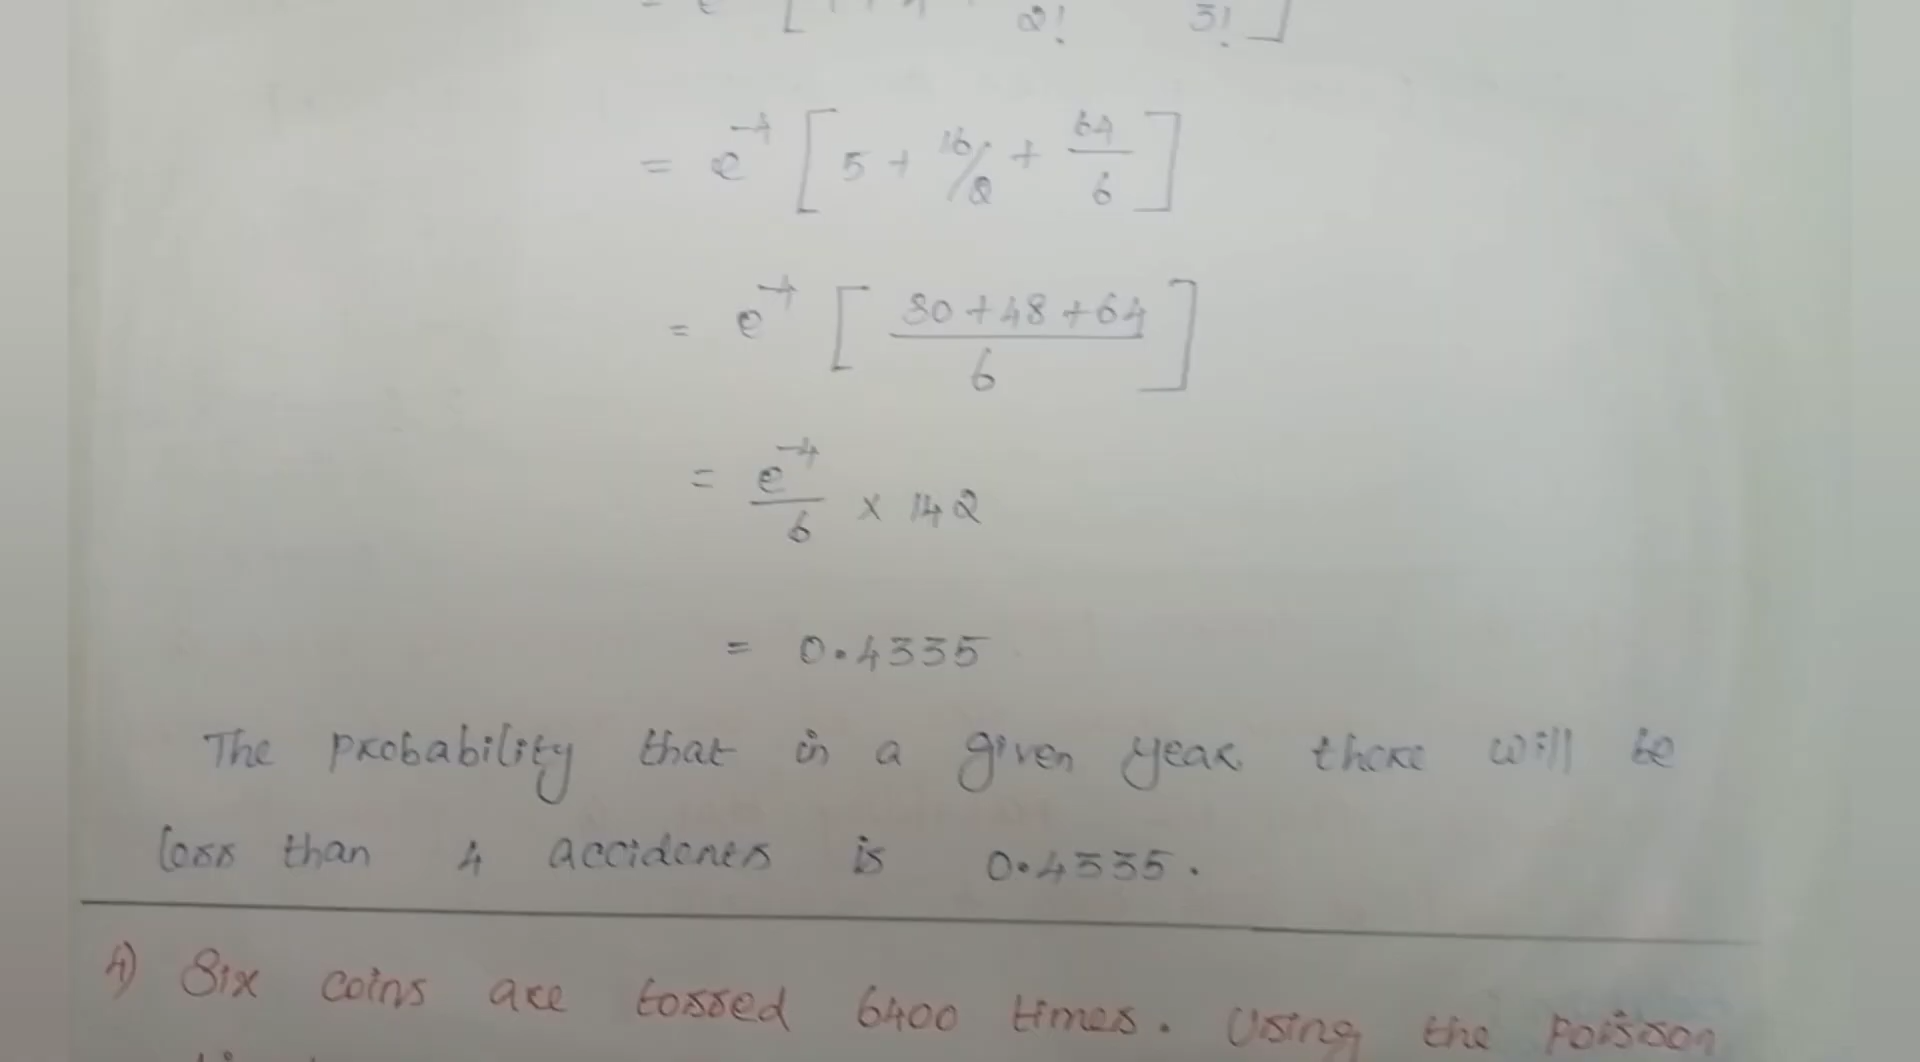 2! 3! ]
= e^-4 [ 5 + 16/2 + 64/6 ]
= e^-4 [ 30 + 48 + 64 / 6 ]
= e^-4/6 × 142
= 0.4335
The probability that in a given year there will be
less than 4 accidents is 0.4335.
4) Six coins are tossed 6400 times. Using the poisson